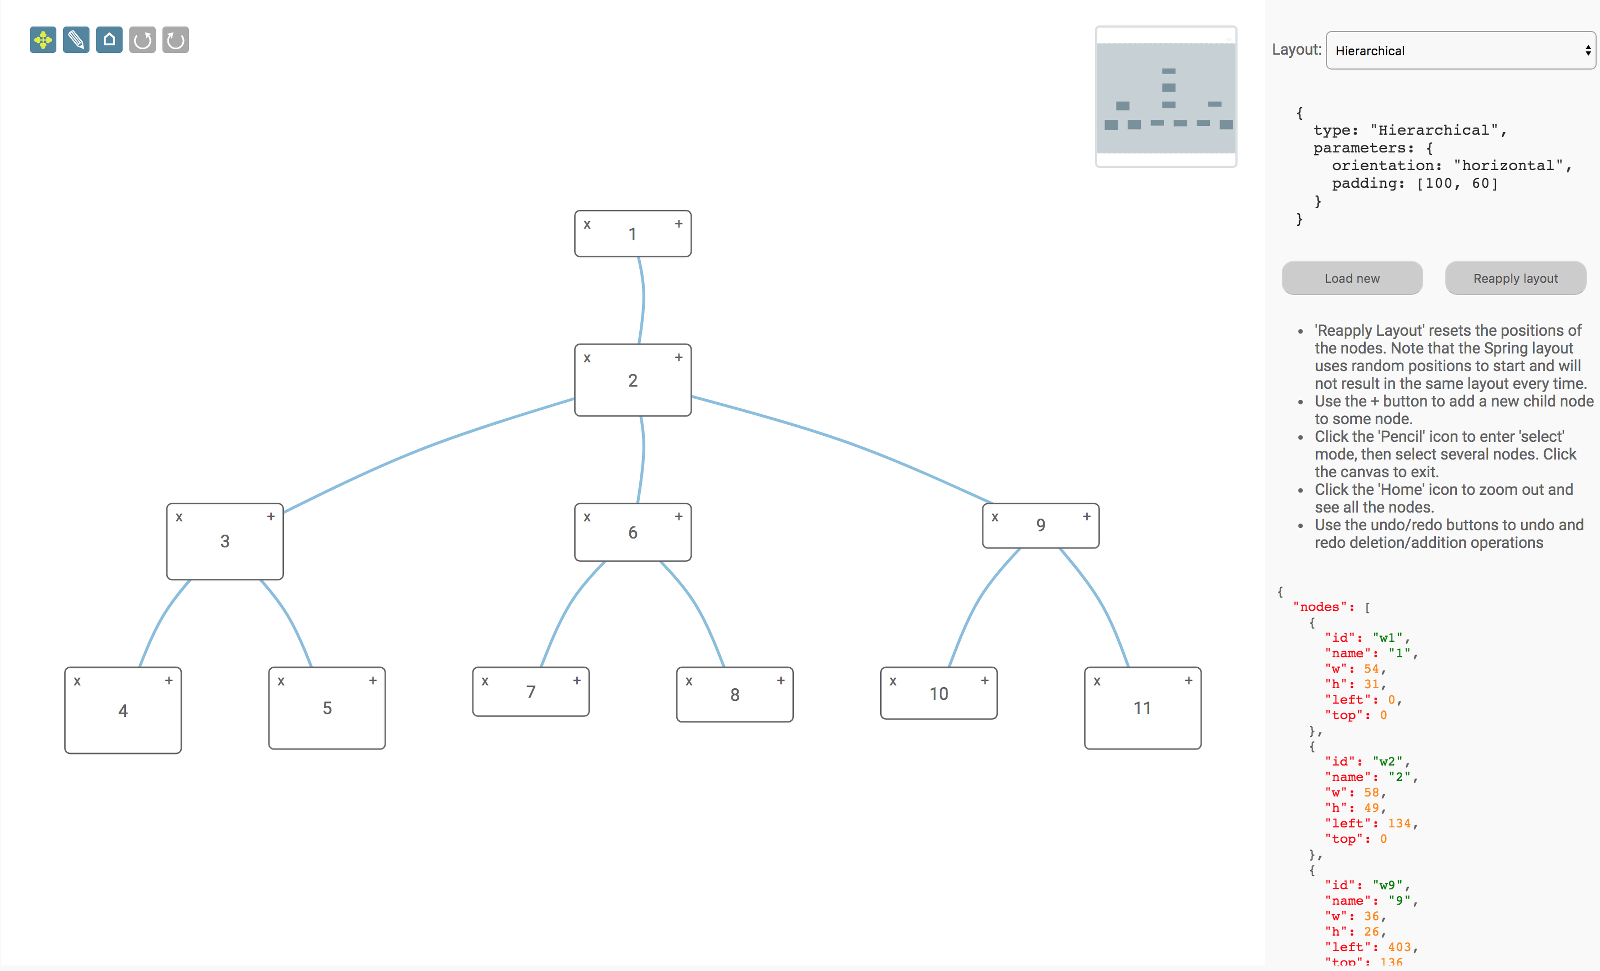 Layout: Hierarchical
{
type: "Hierarchical",
parameters: {
orientation: "horizontal",
padding: [100, 60]
}
}
Load new
Reapply layout
• 'Reapply Layout' resets the positions of
the nodes. Note that the Spring layout
uses random positions to start and will
not result in the same layout every time.
• Use the + button to add a new child node
to some node.
• Click the 'Pencil' icon to enter 'select'
mode, then select several nodes. Click
the canvas to exit.
• Click the 'Home' icon to zoom out and
see all the nodes.
• Use the undo/redo buttons to undo and
redo deletion/addition operations
x 1 +
x 2 +
x 3 +
x 6 +
x 9 +
x 4 +
x 5 +
x 7 +
x 8 +
x 10 +
x 11 +
{
"nodes": [
{
"id": "w1",
"name": "1",
"w": 54,
"h": 31,
"left": 0,
"top": 0
},
{
"id": "w2",
"name": "2",
"w": 58,
"h": 49,
"left": 134,
"top": 0
},
{
"id": "w9",
"name": "9",
"w": 36,
"h": 26,
"left": 403,
"top": 136